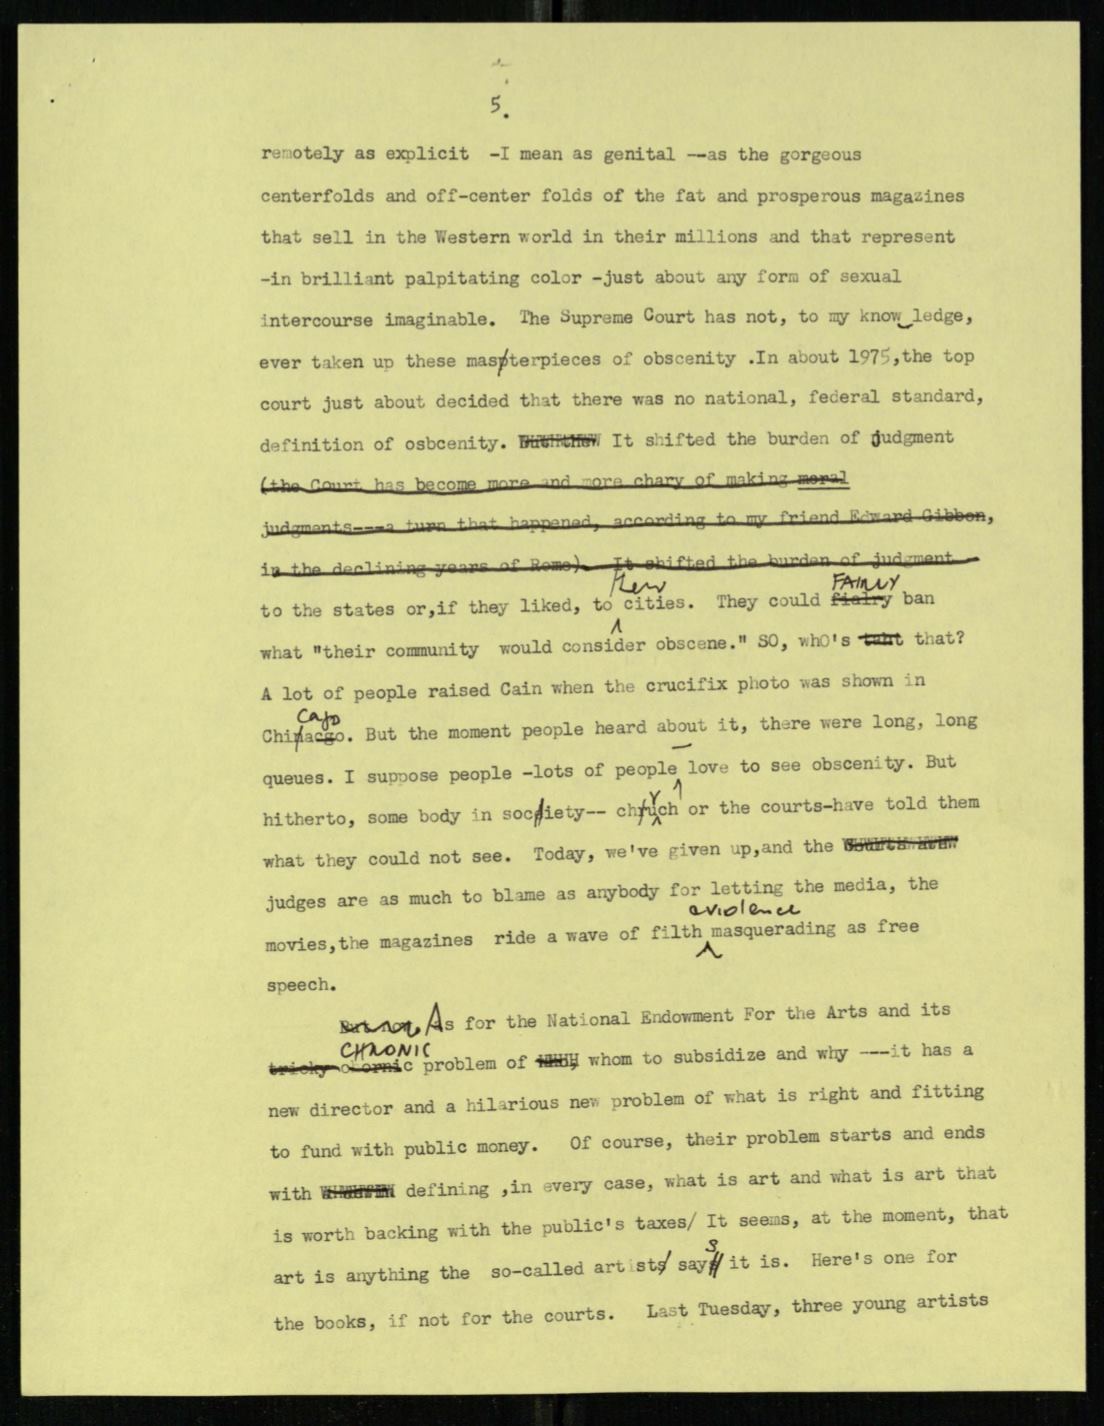 5.
remotely as explicit -I mean as genital --as the gorgeous
centerfolds and off-center folds of the fat and prosperous magazines
that sell in the Western world in their millions and that represent
-in brilliant palpitating color -just about any form of sexual
intercourse imaginable. The Supreme Court has not, to my know ledge,
ever taken up these maspterpieces of obscenity .In about 1975,the top
court just about decided that there was no national, federal standard,
definition of osbcenity. It shifted the burden of judgment
(the Court has become more and more chary of making moral
judgments---a turn that happened, according to my friend Edward Gibbon,
in the declining years of Rome). It shifted the burden of judgment
their FAIRLY
to the states or,if they liked, to cities. They could fialry ban
what "their community would consider obscene." SO, whO's taht that?
A lot of people raised Cain when the crucifix photo was shown in
cago
Chinacgo. But the moment people heard about it, there were long, long
queues. I suppose people -lots of people love to see obscenity. But
hitherto, some body in society-- chruch or the courts-have told them
what they could not see. Today, we've given up,and the
judges are as much to blame as anybody for letting the media, the
& violence
movies,the magazines ride a wave of filth masquerading as free
speech.
As for the National Endowment For the Arts and its
CHRONIC
tricky clornic problem of whom to subsidize and why ---it has a
new director and a hilarious new problem of what is right and fitting
to fund with public money. Of course, their problem starts and ends
with defining ,in every case, what is art and what is art that
is worth backing with the public's taxes/ It seems, at the moment, that
s
art is anything the so-called artists say it is. Here's one for
the books, if not for the courts. Last Tuesday, three young artists